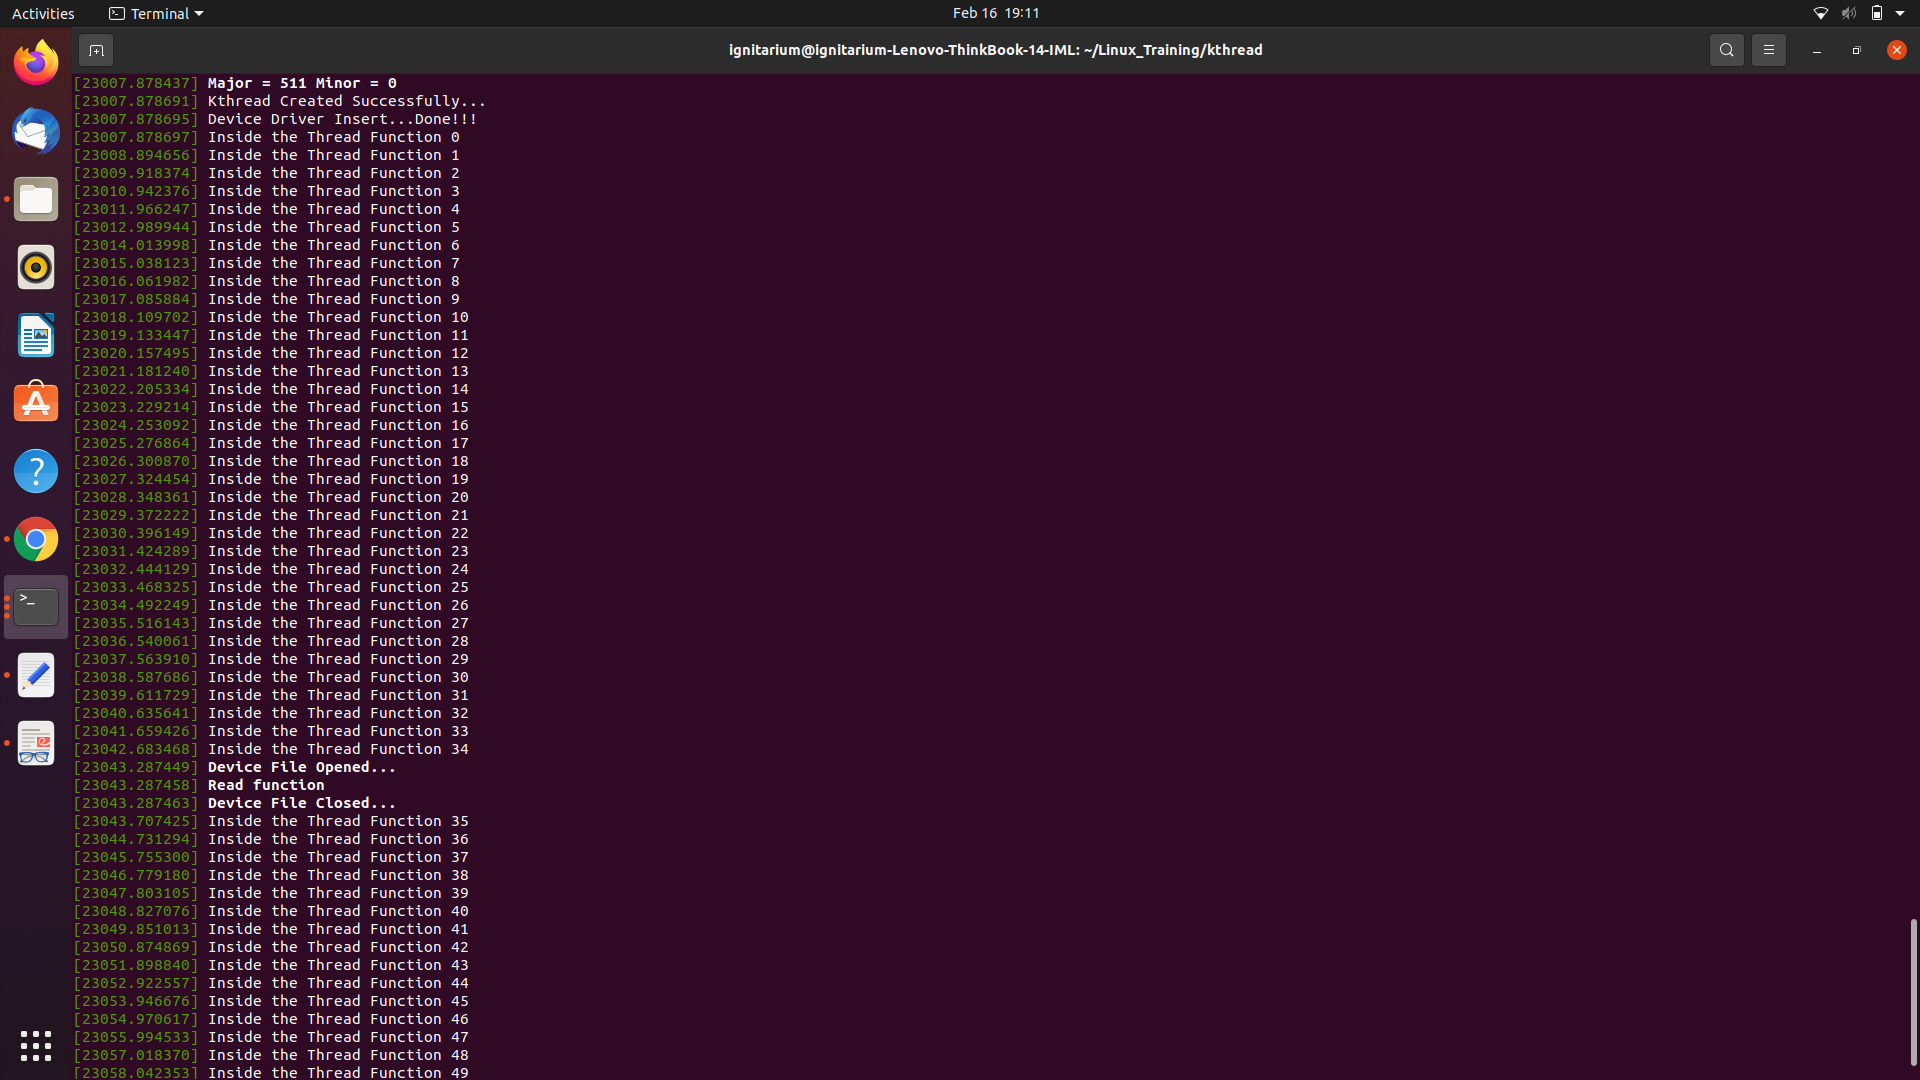 Activities
Terminal
Feb 16 19:11
ignitarium@ignitarium-Lenovo-ThinkBook-14-IML: ~/Linux_Training/kthread
[23007.878437] Major = 511 Minor = 0
[23007.878691] Kthread Created Successfully...
[23007.878695] Device Driver Insert...Done!!!
[23007.878697] Inside the Thread Function 0
[23008.894656] Inside the Thread Function 1
[23009.918374] Inside the Thread Function 2
[23010.942376] Inside the Thread Function 3
[23011.966247] Inside the Thread Function 4
[23012.989944] Inside the Thread Function 5
[23014.013998] Inside the Thread Function 6
[23015.038123] Inside the Thread Function 7
[23016.061982] Inside the Thread Function 8
[23017.085884] Inside the Thread Function 9
[23018.109702] Inside the Thread Function 10
[23019.133447] Inside the Thread Function 11
[23020.157495] Inside the Thread Function 12
[23021.181240] Inside the Thread Function 13
[23022.205334] Inside the Thread Function 14
[23023.229214] Inside the Thread Function 15
[23024.253092] Inside the Thread Function 16
[23025.276864] Inside the Thread Function 17
[23026.300870] Inside the Thread Function 18
[23027.324454] Inside the Thread Function 19
[23028.348361] Inside the Thread Function 20
[23029.372222] Inside the Thread Function 21
[23030.396149] Inside the Thread Function 22
[23031.424289] Inside the Thread Function 23
[23032.444129] Inside the Thread Function 24
[23033.468325] Inside the Thread Function 25
[23034.492249] Inside the Thread Function 26
[23035.516143] Inside the Thread Function 27
[23036.540061] Inside the Thread Function 28
[23037.563910] Inside the Thread Function 29
[23038.587686] Inside the Thread Function 30
[23039.611729] Inside the Thread Function 31
[23040.635641] Inside the Thread Function 32
[23041.659426] Inside the Thread Function 33
[23042.683468] Inside the Thread Function 34
[23043.287449] Device File Opened...
[23043.287458] Read function
[23043.287463] Device File Closed...
[23043.707425] Inside the Thread Function 35
[23044.731294] Inside the Thread Function 36
[23045.755300] Inside the Thread Function 37
[23046.779180] Inside the Thread Function 38
[23047.803105] Inside the Thread Function 39
[23048.827076] Inside the Thread Function 40
[23049.851013] Inside the Thread Function 41
[23050.874869] Inside the Thread Function 42
[23051.898840] Inside the Thread Function 43
[23052.922557] Inside the Thread Function 44
[23053.946676] Inside the Thread Function 45
[23054.970617] Inside the Thread Function 46
[23055.994533] Inside the Thread Function 47
[23057.018370] Inside the Thread Function 48
[23058.042353] Inside the Thread Function 49